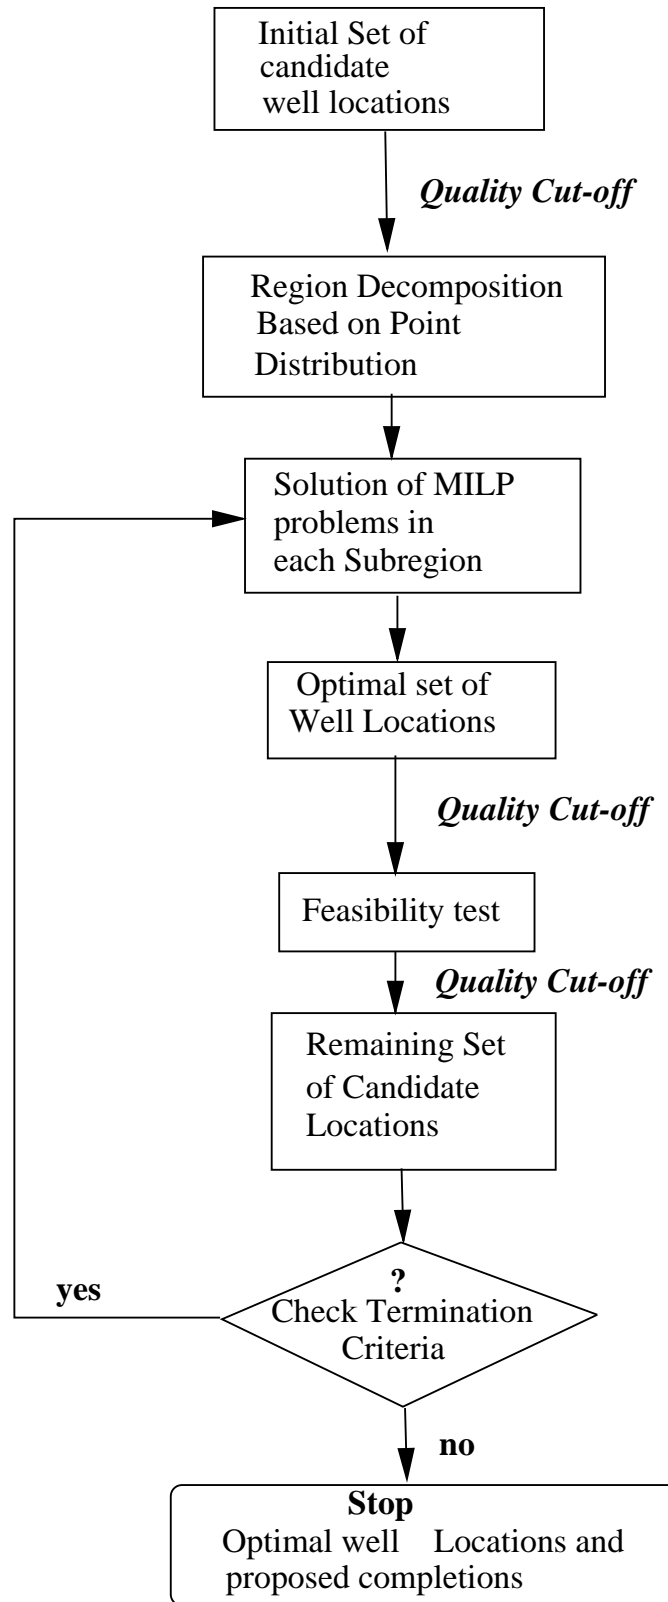 Initial Set of
candidate
well locations
Quality Cut-off
Region Decomposition
Based on Point
Distribution
Solution of MILP
problems in
each Subregion
Optimal set of
Well Locations
Quality Cut-off
Feasibility test
Quality Cut-off
Remaining Set
of Candidate
Locations
?
yes
Check Termination
Criteria
no
Stop
Optimal well Locations and
proposed completions